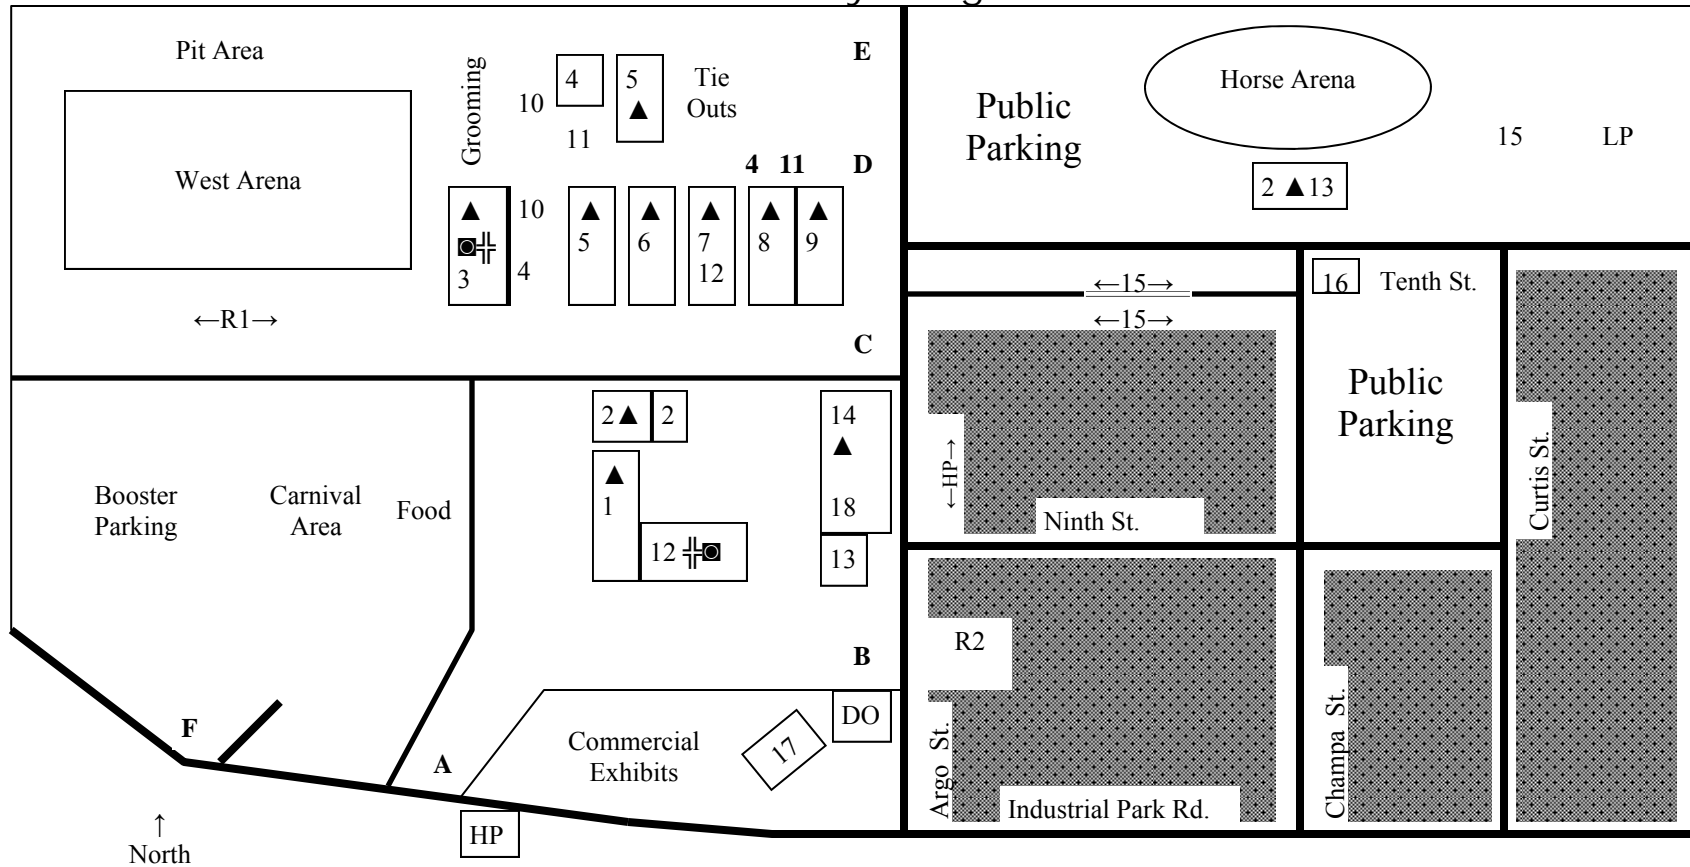 Pit Area
West Arena
←R1→
Grooming
10
4
5
▲
11
Tie
Outs
E
4 11
D
▲
3
10
4
▲
5
▲
6
▲
7
12
▲
8
▲
9
C
Public
Parking
Horse Arena
2 ▲13
15
LP
←15→
←15→
16
Tenth St.
Public
Parking
Curtis St.
←HP→
Ninth St.
Booster
Parking
Carnival
Area
Food
2▲
2
▲
1
12
14
▲
18
13
B
F
A
Commercial
Exhibits
17
DO
HP
R2
Argo St.
Industrial Park Rd.
Champa St.
↑
North